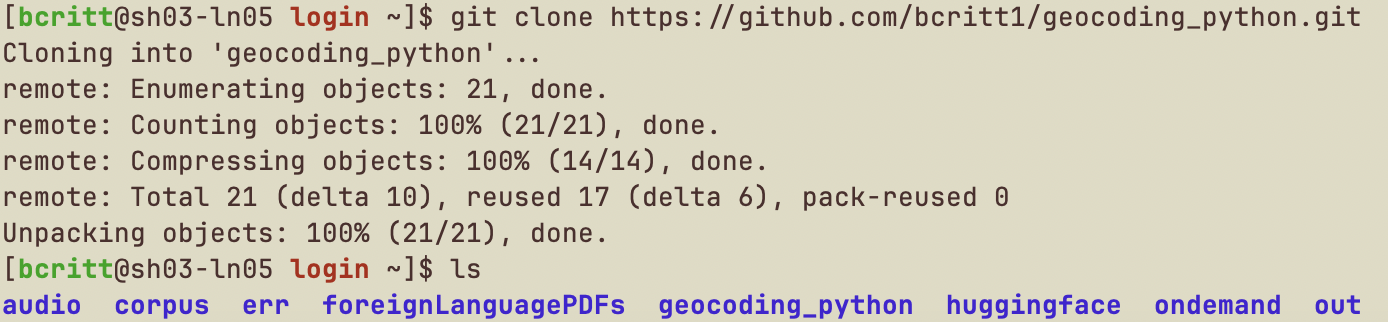 [bcritt@sh03-ln05 login ~]$ git clone https://github.com/bcritt1/geocoding_python.git
Cloning into 'geocoding_python'...
remote: Enumerating objects: 21, done.
remote: Counting objects: 100% (21/21), done.
remote: Compressing objects: 100% (14/14), done.
remote: Total 21 (delta 10), reused 17 (delta 6), pack-reused 0
Unpacking objects: 100% (21/21), done.
[bcritt@sh03-ln05 login ~]$ ls
audio  corpus  err  foreignLanguagePDFs  geocoding_python  huggingface  ondemand  out